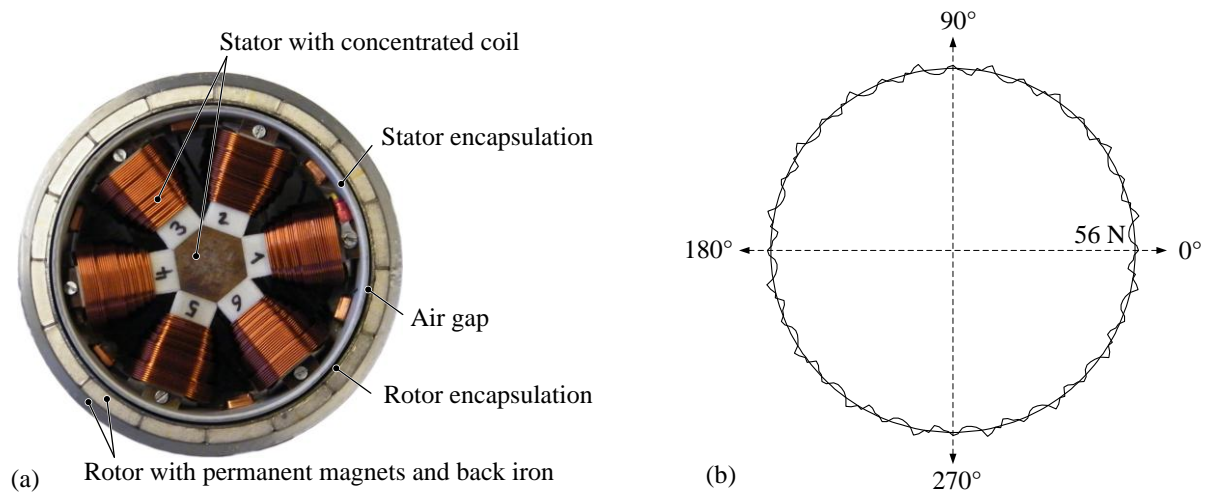 Stator with concentrated coil
Stator encapsulation
Air gap
Rotor encapsulation
Rotor with permanent magnets and back iron
(a)
1
2
3
4
5
6
90°
180°
56 N
0°
270°
(b)